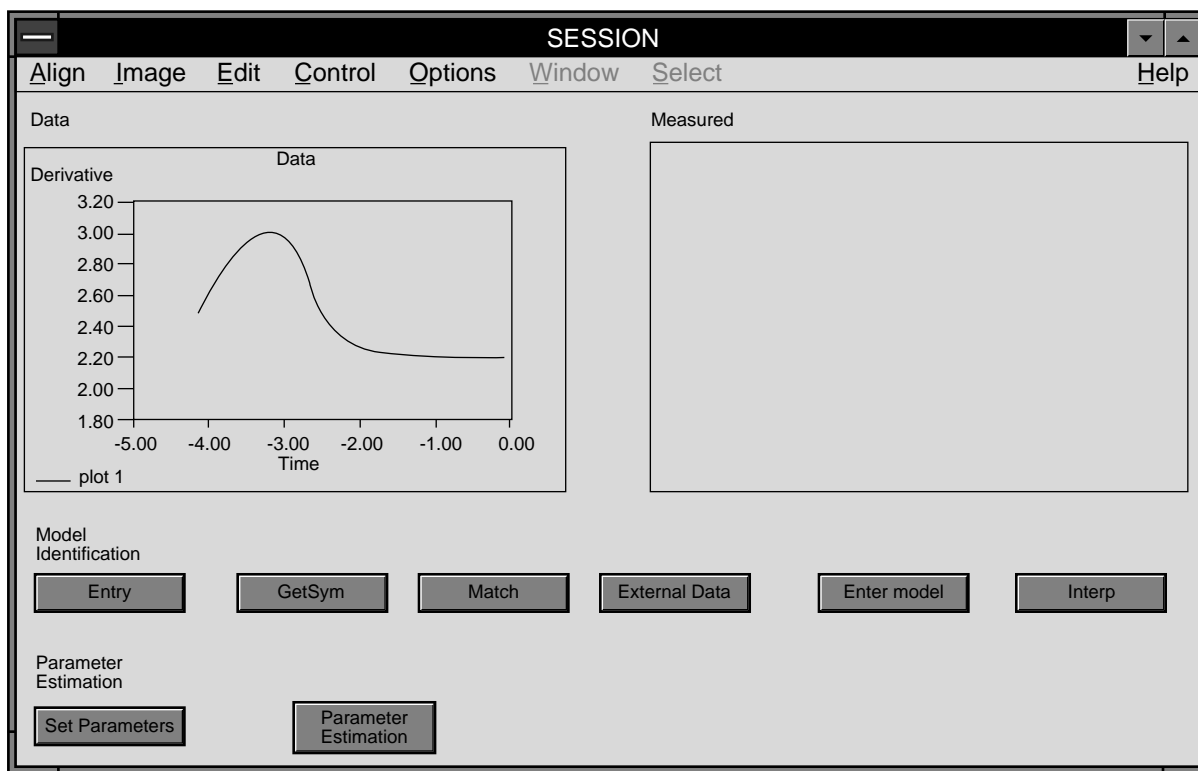 SESSION
Align Image Edit Control Options Window Select Help
Data
Measured
Data
Derivative
3.20
3.00
2.80
2.60
2.40
2.20
2.00
1.80
-5.00 -4.00 -3.00 -2.00 -1.00 0.00
Time
plot 1
Model
Identification
Entry GetSym Match External Data Enter model Interp
Parameter
Estimation
Set Parameters
Parameter
Estimation